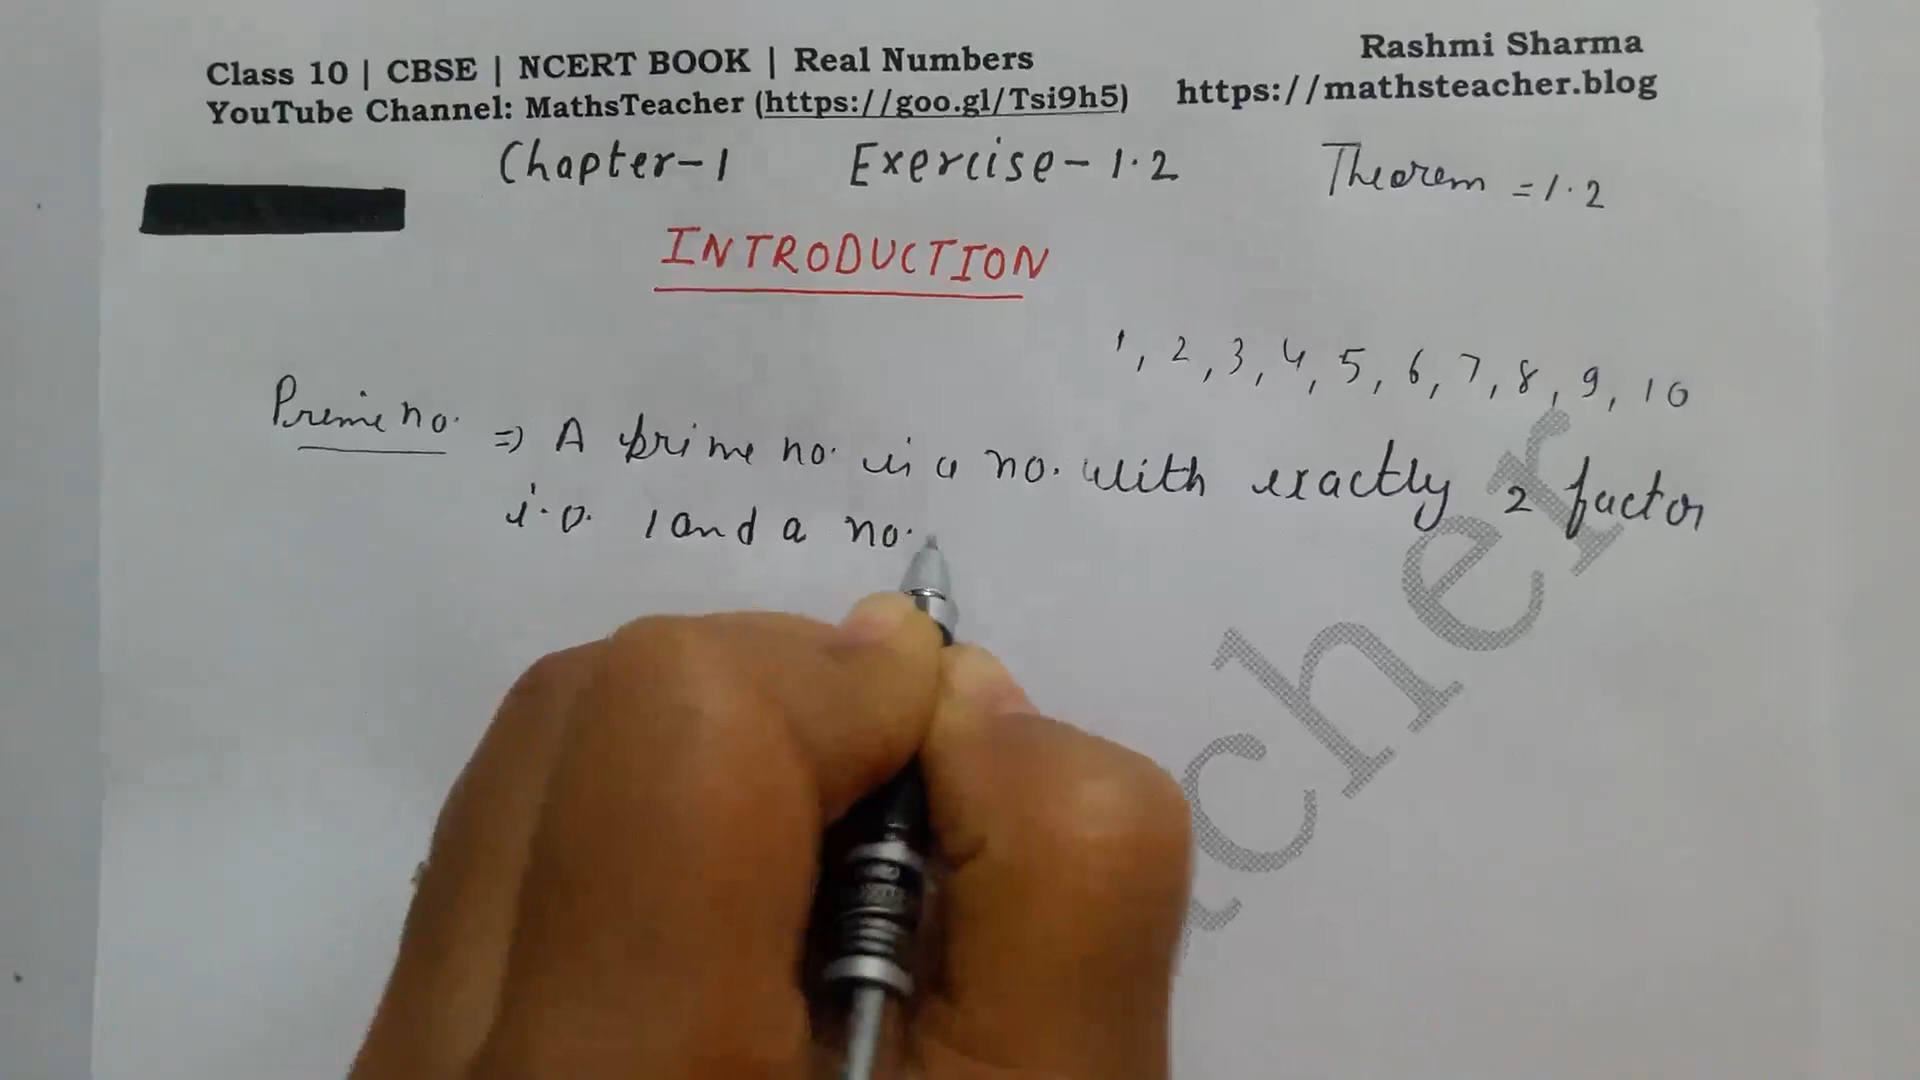 Class 10 | CBSE | NCERT BOOK | Real Numbers
Rashmi Sharma
YouTube Channel: MathsTeacher (https://goo.gl/Tsi9h5)
https://mathsteacher.blog
Chapter-1 Exercise-1.2 Theorem = 1.2
INTRODUCTION
1, 2, 3, 4, 5, 6, 7, 8, 9, 10
Prime no. => A prime no. is a no. with exactly 2 factor
i.e. 1 and a no.
cher